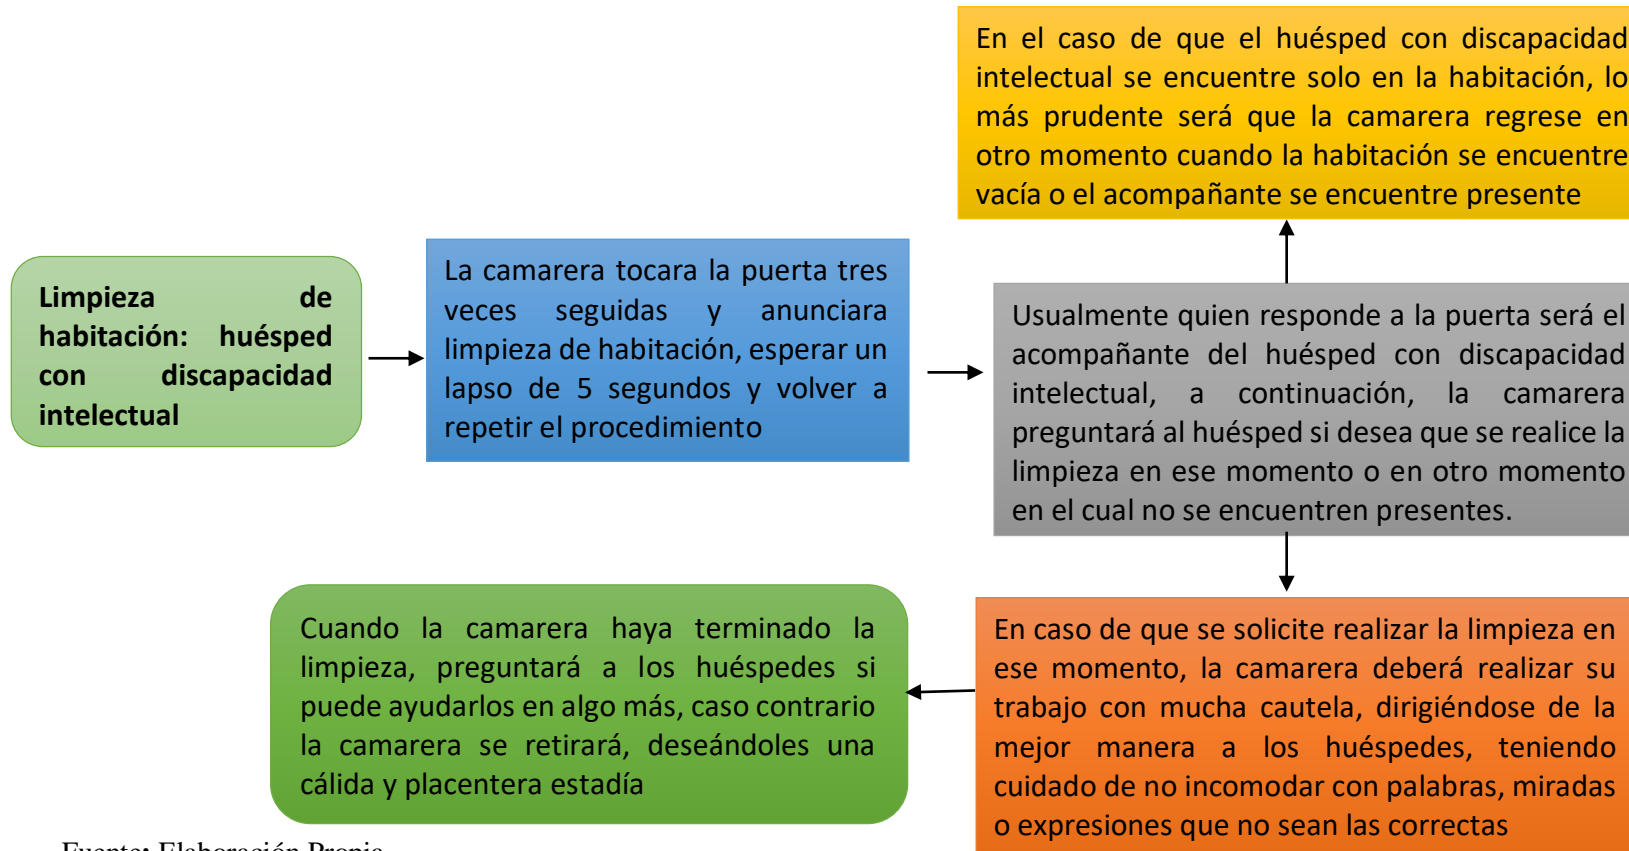 Limpieza de
habitación: huésped
con discapacidad
intelectual
La camarera tocara la puerta tres
veces seguidas y anunciara
limpieza de habitación, esperar un
lapso de 5 segundos y volver a
repetir el procedimiento
En el caso de que el huésped con discapacidad
intelectual se encuentre solo en la habitación, lo
más prudente será que la camarera regrese en
otro momento cuando la habitación se encuentre
vacía o el acompañante se encuentre presente
Usualmente quien responde a la puerta será el
acompañante del huésped con discapacidad
intelectual, a continuación, la camarera
preguntará al huésped si desea que se realice la
limpieza en ese momento o en otro momento
en el cual no se encuentren presentes.
En caso de que se solicite realizar la limpieza en
ese momento, la camarera deberá realizar su
trabajo con mucha cautela, dirigiéndose de la
mejor manera a los huéspedes, teniendo
cuidado de no incomodar con palabras, miradas
o expresiones que no sean las correctas
Cuando la camarera haya terminado la
limpieza, preguntará a los huéspedes si
puede ayudarlos en algo más, caso contrario
la camarera se retirará, deseándoles una
cálida y placentera estadía
Fuente: Elaboración Propia